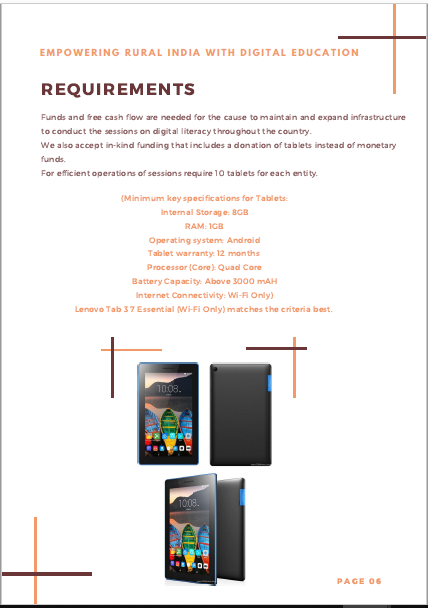 EMPOWERING RURAL INDIA WITH DIGITAL EDUCATION
REQUIREMENTS
Funds and free cash flow are needed for the cause to maintain and expand infrastructure
to conduct the sessions on digital literacy throughout the country.
We also accept in-kind funding that includes a donation of tablets instead of monetary
funds.
For efficient operations of sessions require 10 tablets for each entity.
(Minimum key specifications for Tablets:
Internal Storage: 8GB
RAM: 1GB
Operating system: Android
Tablet warranty: 12 months
Processor (Core): Quad Core
Battery Capacity: Above 3000 mAH
Internet Connectivity: Wi-Fi Only)
Lenovo Tab 3 7 Essential (Wi-Fi Only) matches the criteria best.
10:08
10:08
PAGE 06